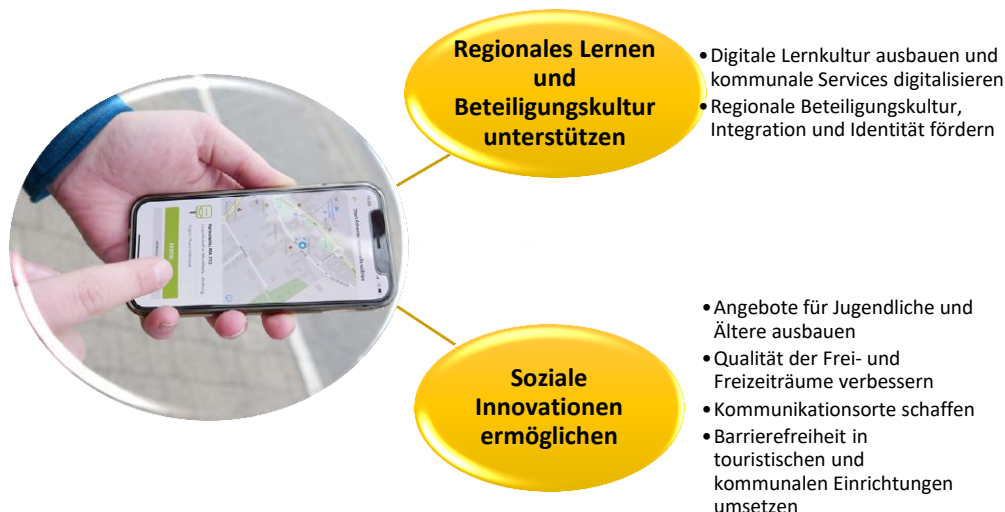 Regionales Lernen
und
Beteiligungskultur
unterstützen
•Digitale Lernkultur ausbauen und
kommunale Services digitalisieren
•Regionale Beteiligungskultur,
Integration und Identität fördern
Soziale
Innovationen
ermöglichen
•Angebote für Jugendliche und
Ältere ausbauen
•Qualität der Frei- und
Freizeiträume verbessern
•Kommunikationsorte schaffen
•Barrierefreiheit in
touristischen und
kommunalen Einrichtungen
umsetzen